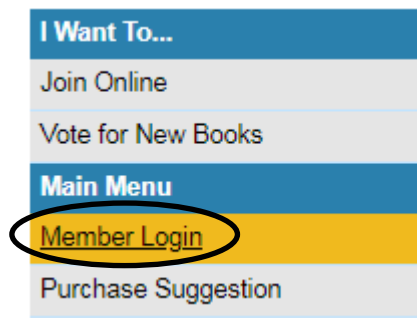 I Want To...
Join Online
Vote for New Books
Main Menu
Member Login
Purchase Suggestion